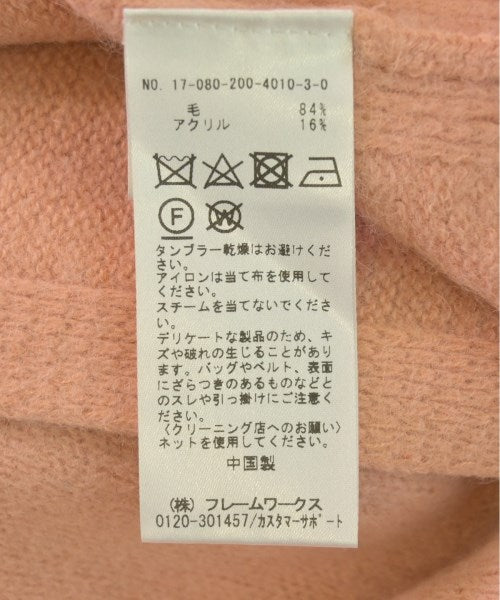 NO. 17-080-200-4010-3-0
毛 84%
アクリル 16%
F W
タンブラー乾燥はお避けくださ
い。
アイロンは当て布を使用して
ください。
スチームを当てないでくださ
い。
デリケートな製品のため、キ
ズや破れの生じることがあり
ます。バッグやベルト、表面
にざらつきのあるものなどと
のスレや引っ掛けにご注意く
ださい。
〈クリーニング店へのお願い〉
ネットを使用してください。
中国製
(株) フレームワークス
0120-301457/カスタマーサポート